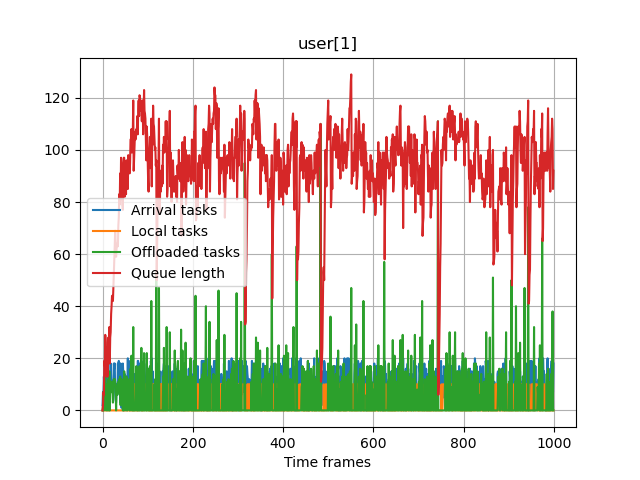 user[1]
120
100
80
60
40
20
0
Arrival tasks
Local tasks
Offloaded tasks
Queue length
0 200 400 600 800 1000
Time frames